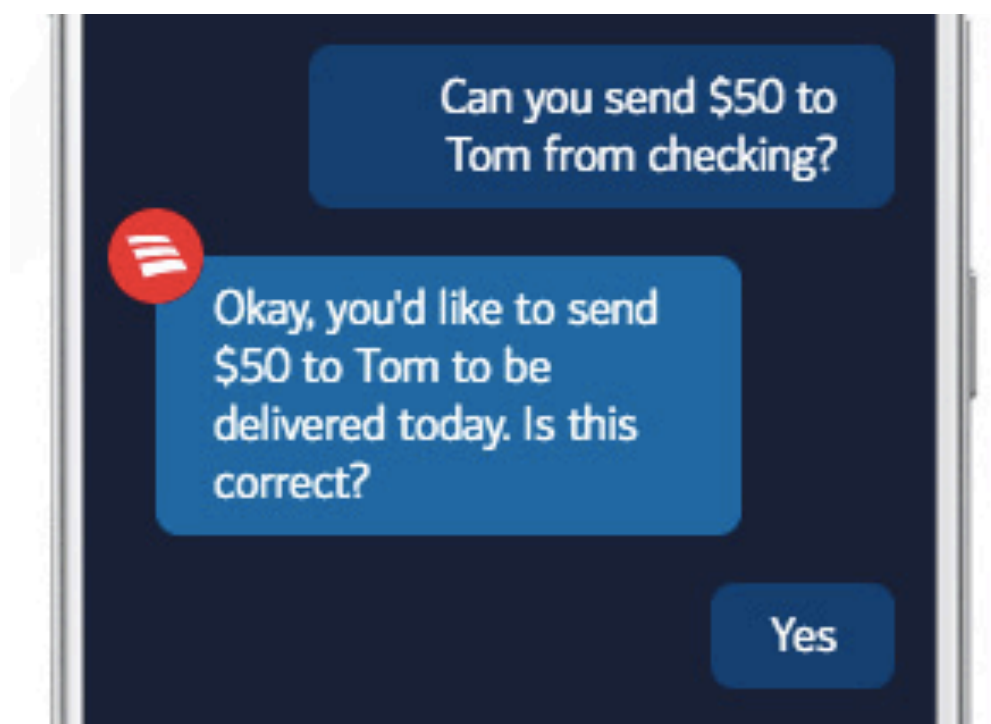 Can you send $50 to
Tom from checking?
Okay, you'd like to send
$50 to Tom to be
delivered today. Is this
correct?
Yes